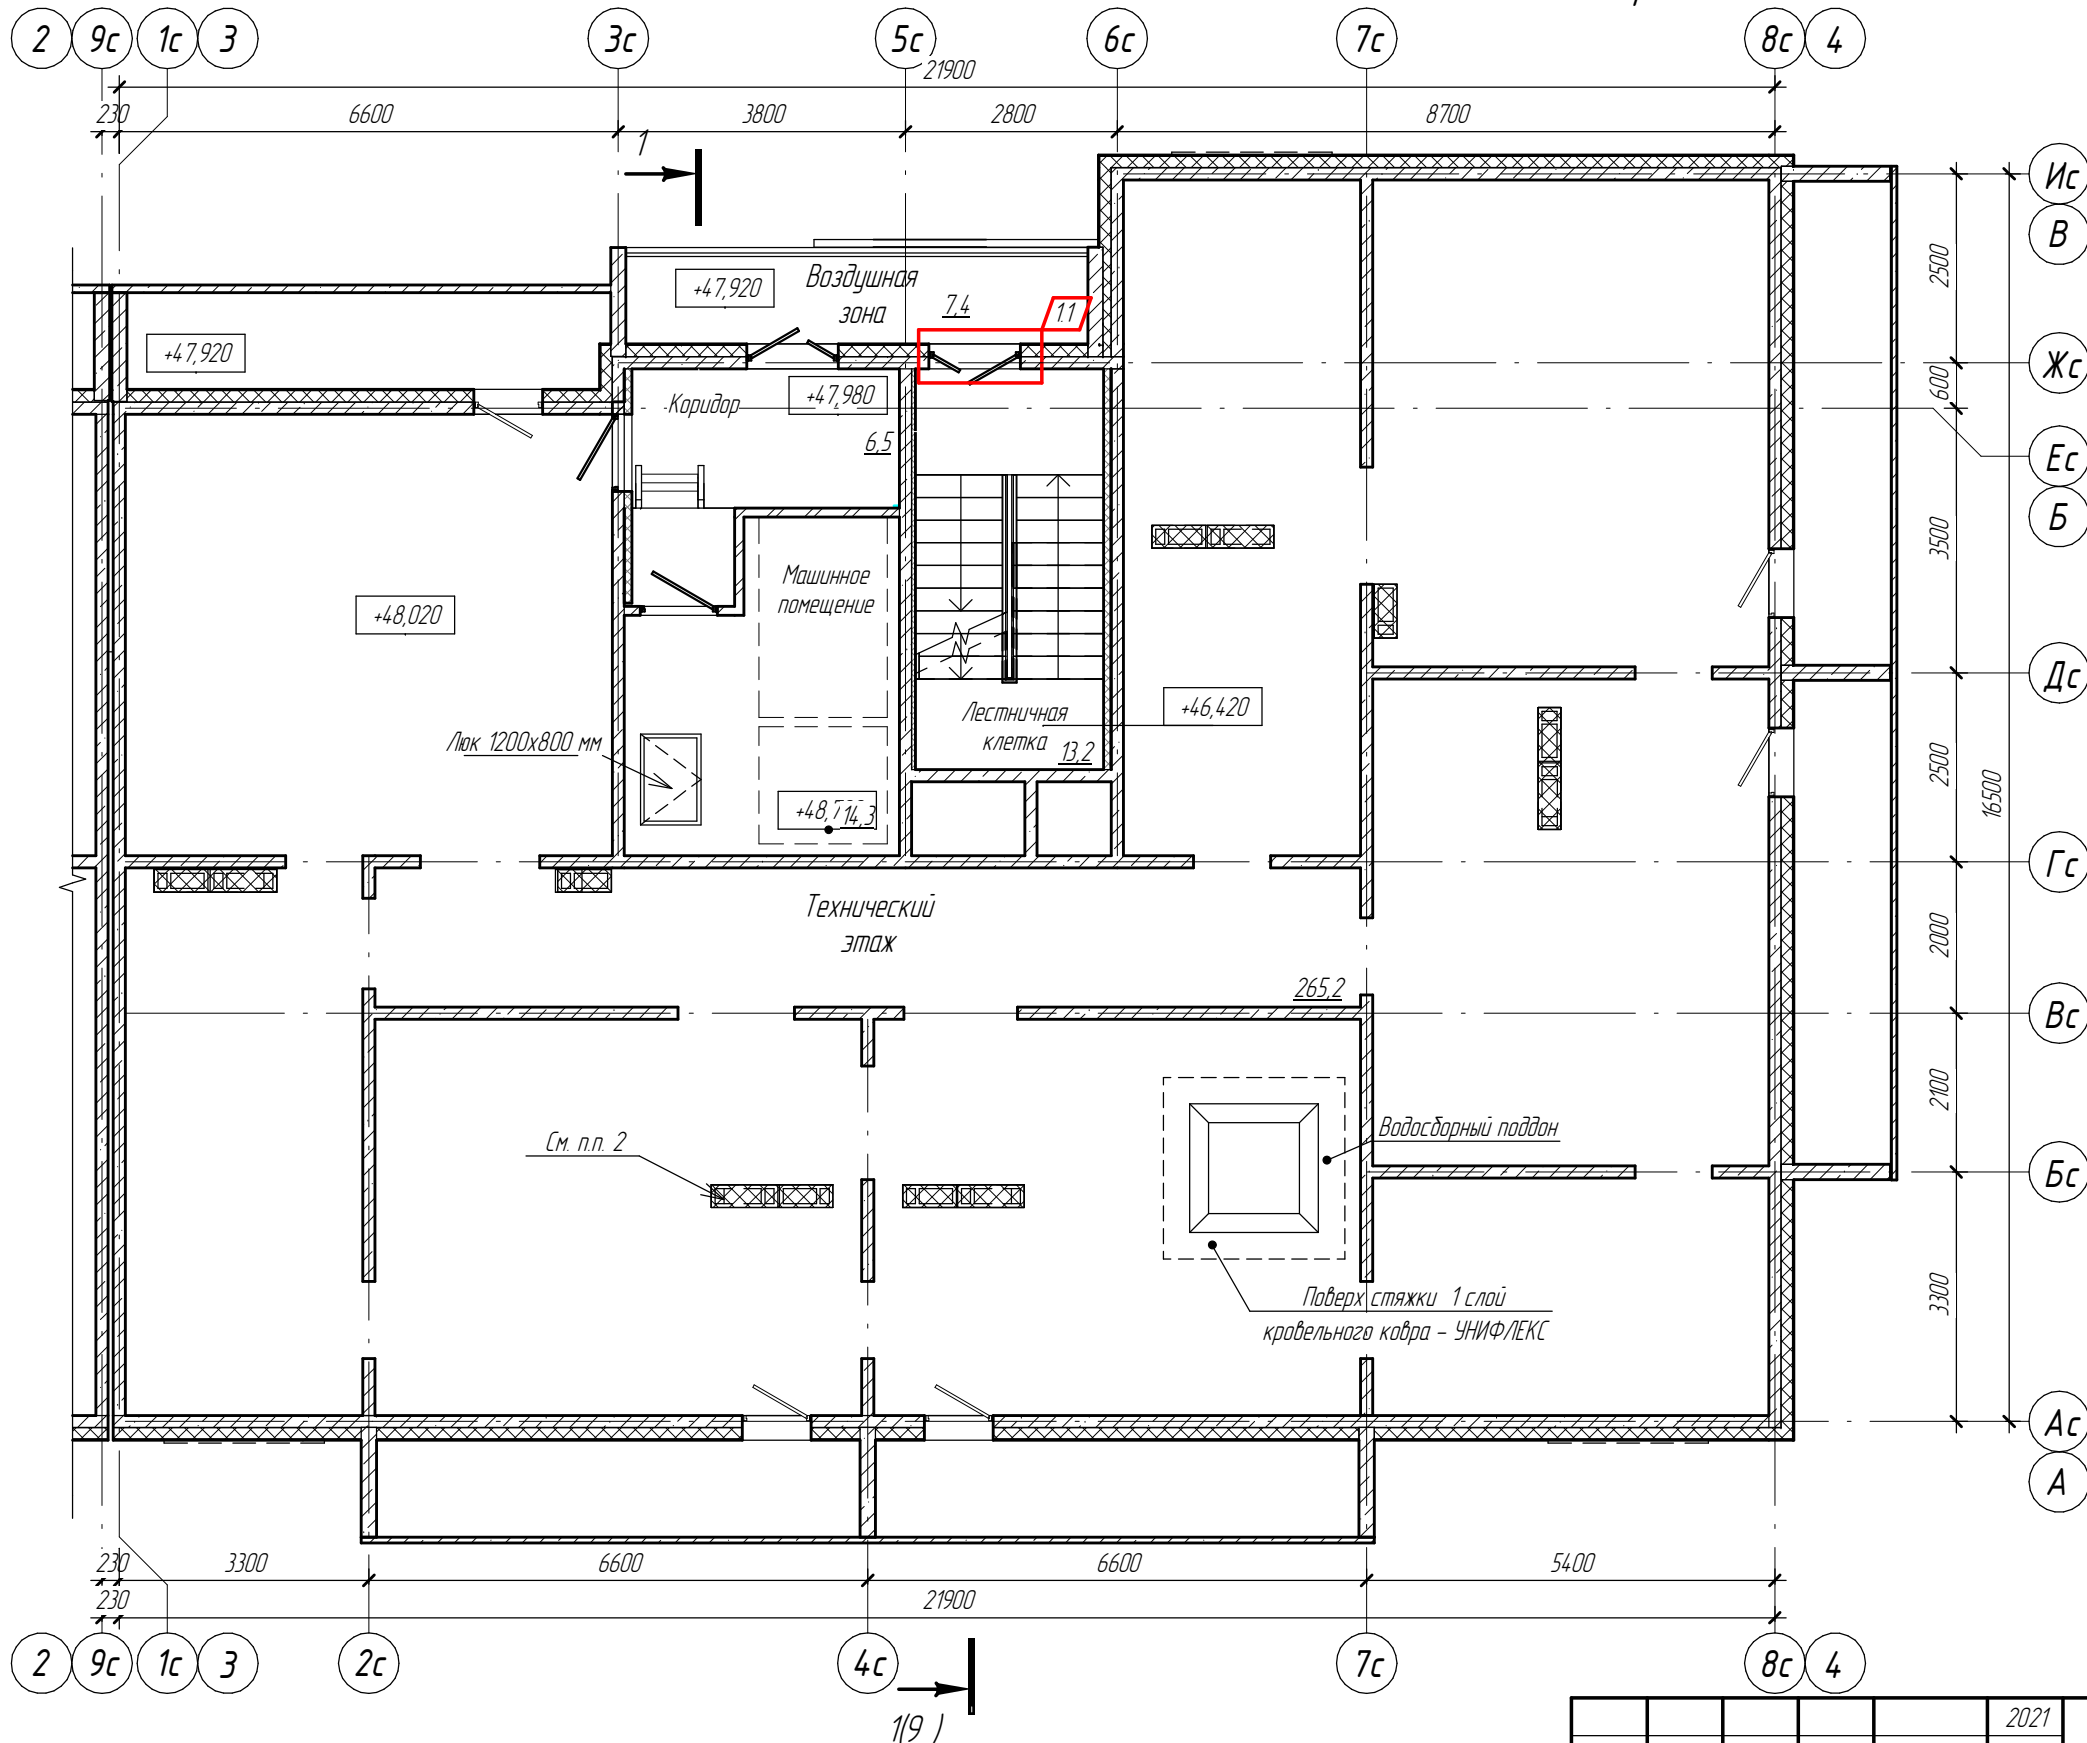 2 9с 1с 3 3с 5с 6с 7с 8с 4
21900
230 6600 3800 2800 8700
1
Ис
В
2500
Воздушная
зона
+47,920
7,4
1.1
+47,920
Жс
600
Коридор
+47,980
6,5
Ес
Б
3500
Машинное
помещение
+48,020
Дс
Лестничная
клетка
+46,420
13,2
Люк 1200х800 мм
2500
16500
14,3
Гс
Технический
этаж
2000
265,2
Вс
2100
Водосборный поддон
См. п.п. 2
Бс
Поверх стяжки 1 слой
кровельного ковра – УНИФЛЕКС
3300
Ас
А
230 3300 6600 6600 5400
230 21900
2 9с 1с 3 2с 4с 7с 8с 4
1(9 )
2021